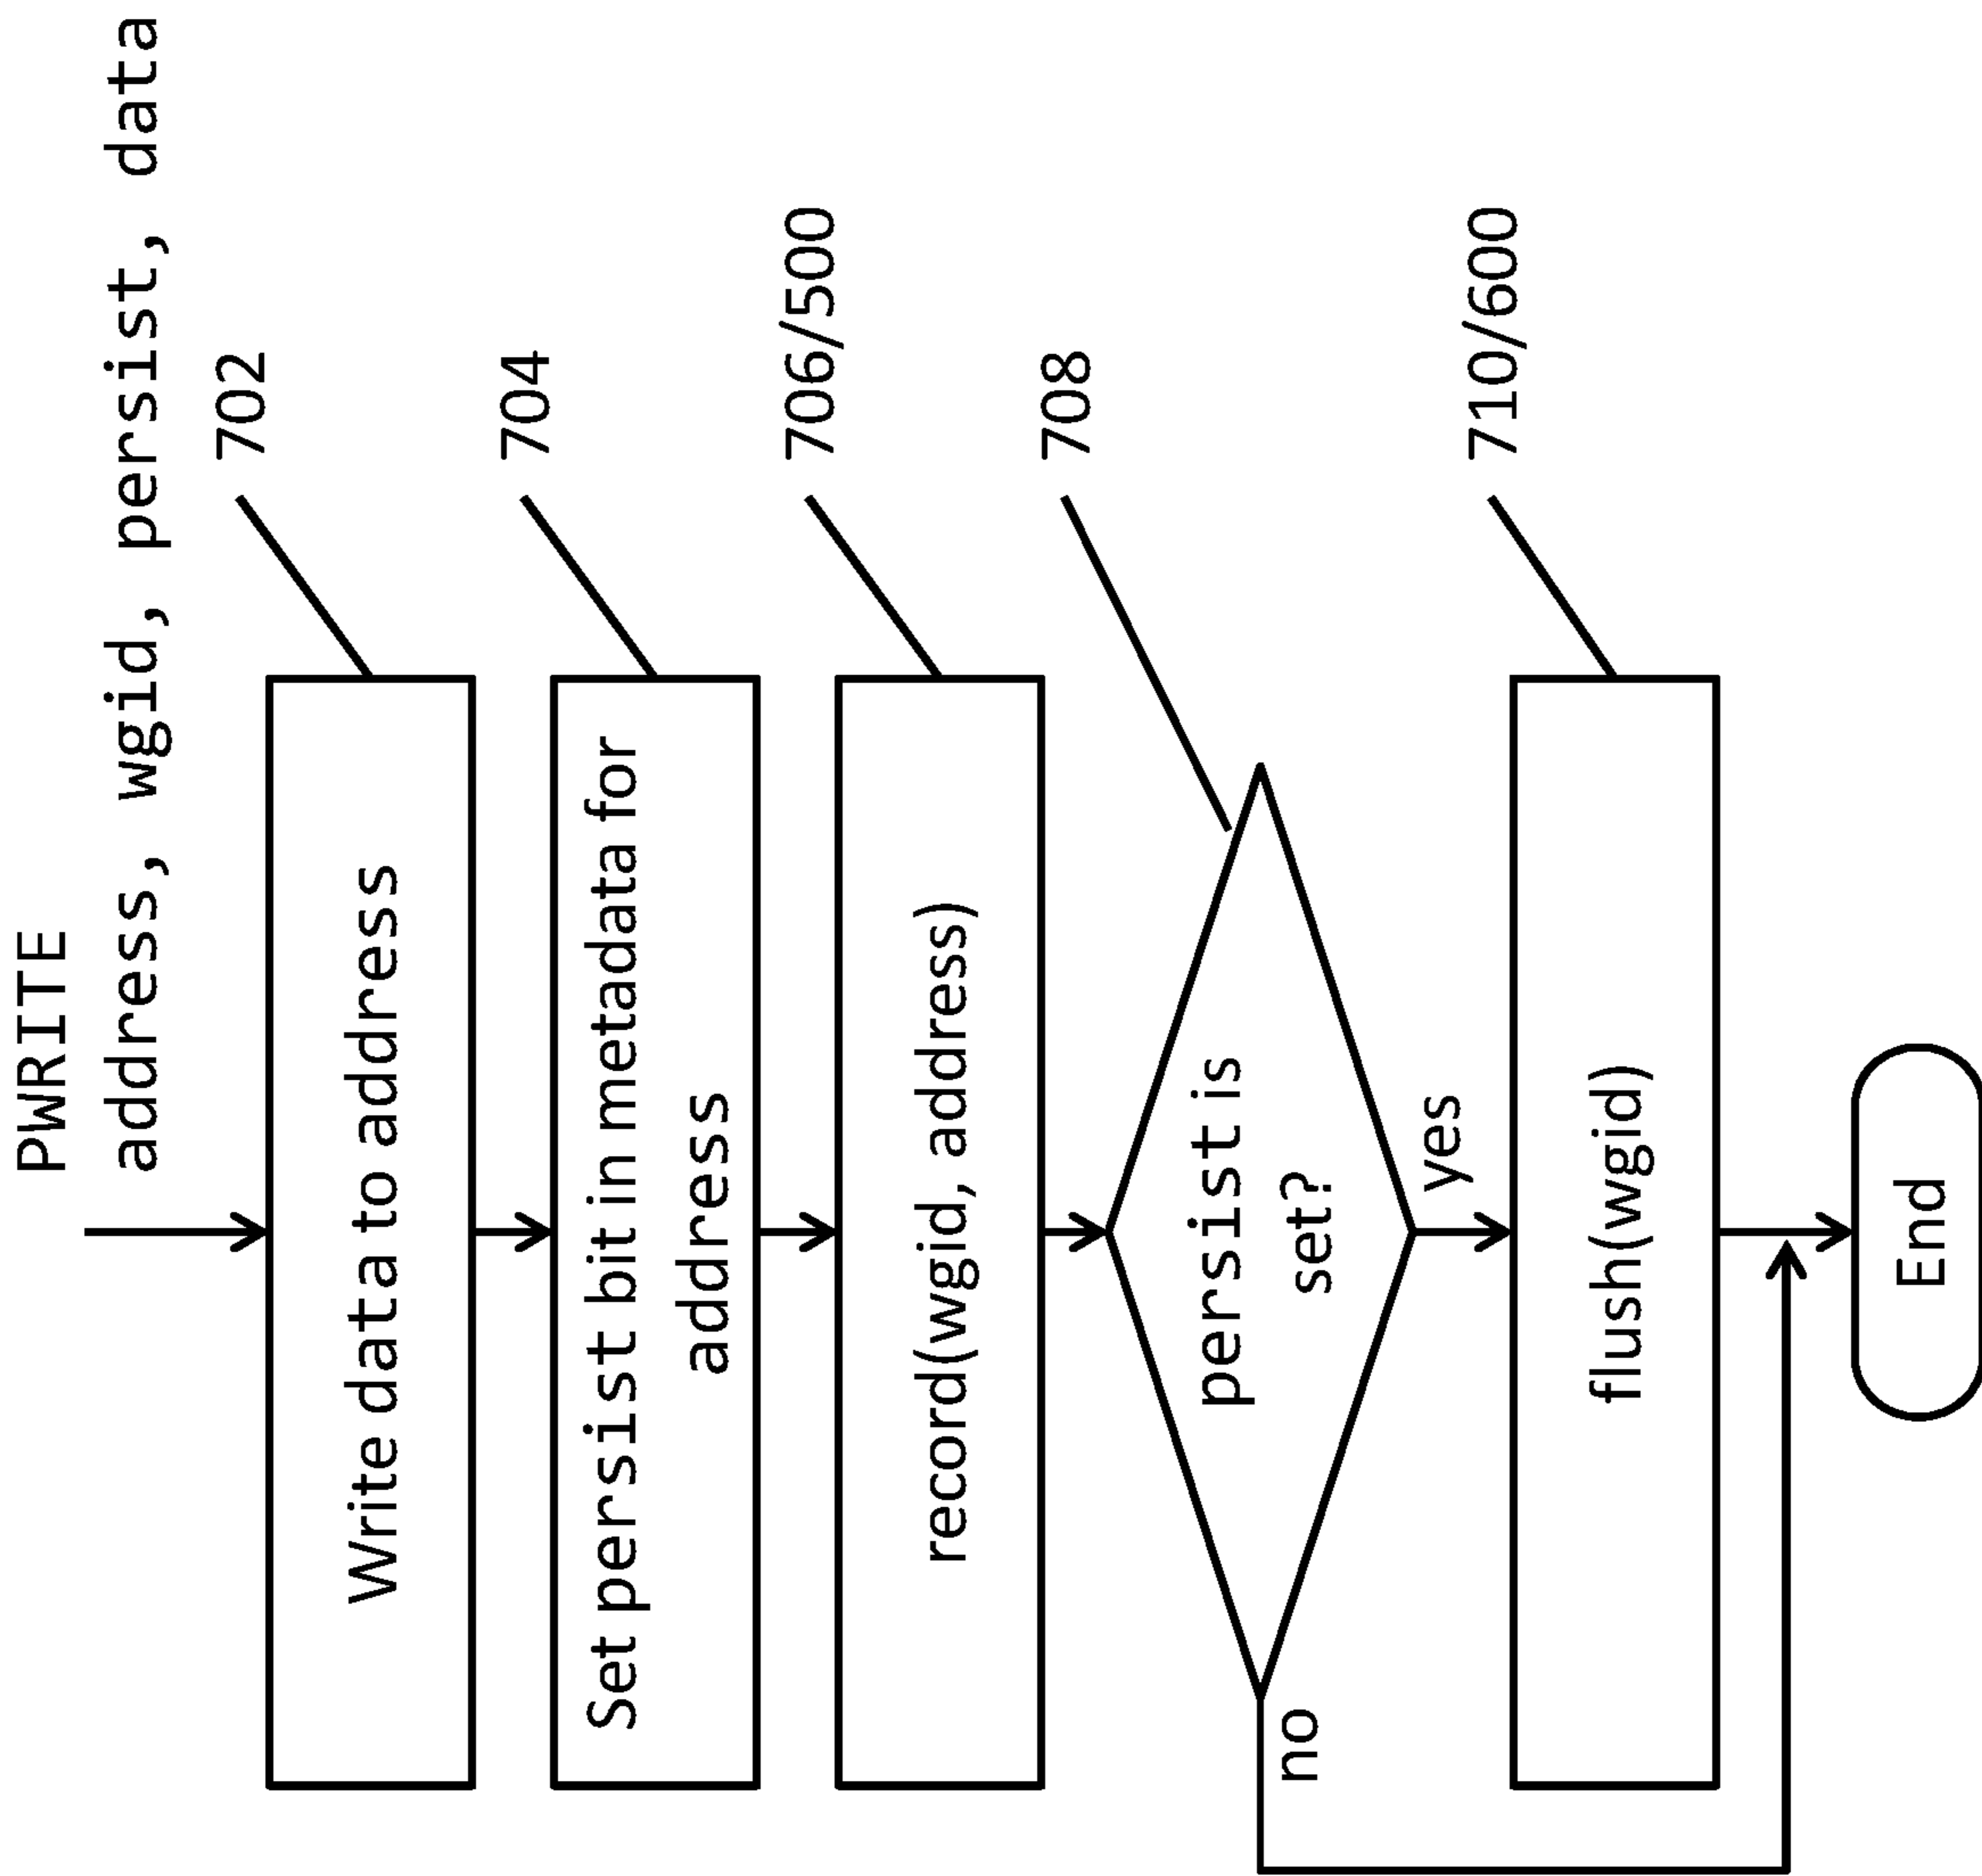 PWRITE
address, wgid, persist, data
702
Write data to address
704
Set persist bit in metadata for
address
706/500
record(wgid, address)
708
persist is
set?
no
yes
710/600
flush(wgid)
End